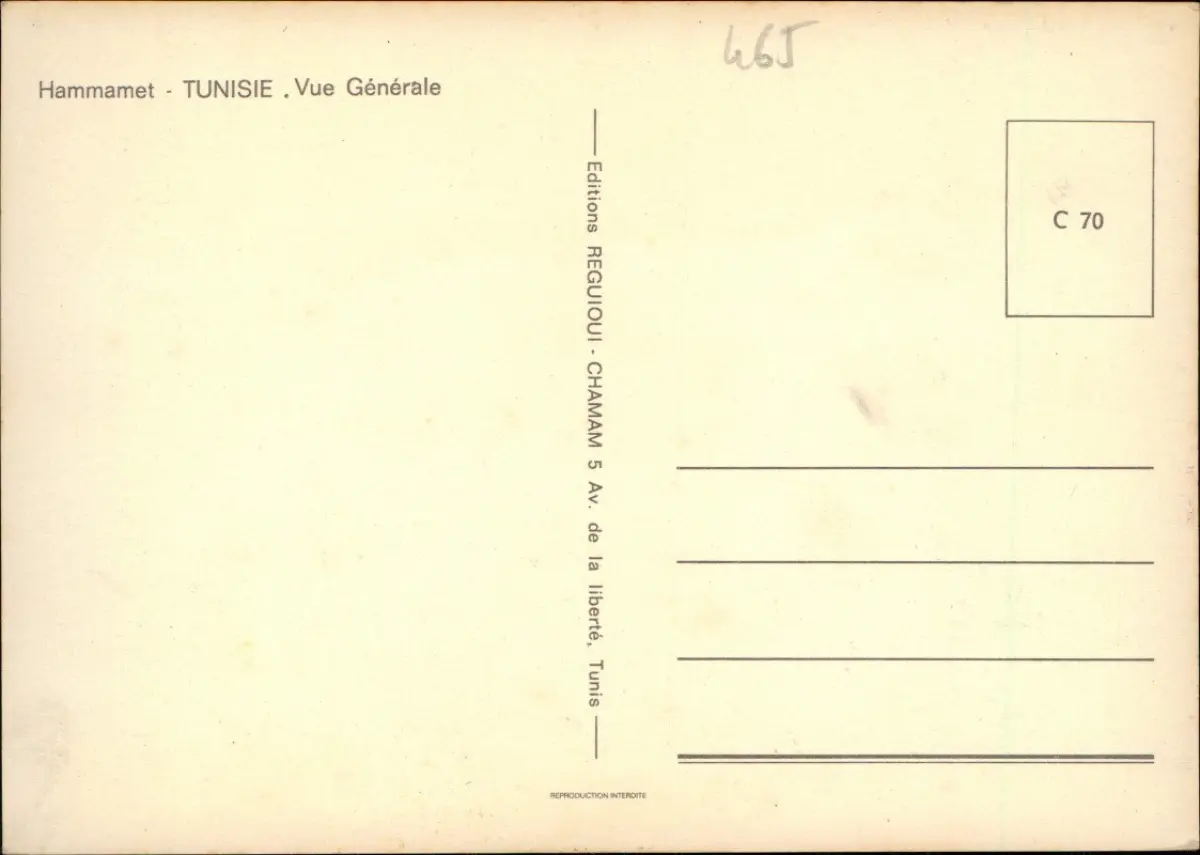 465
Hammamet - TUNISIE . Vue Générale
C 70
Editions REGUIOUI - CHAMAM 5 Av. de la liberté, Tunis
REPRODUCTION INTERDITE